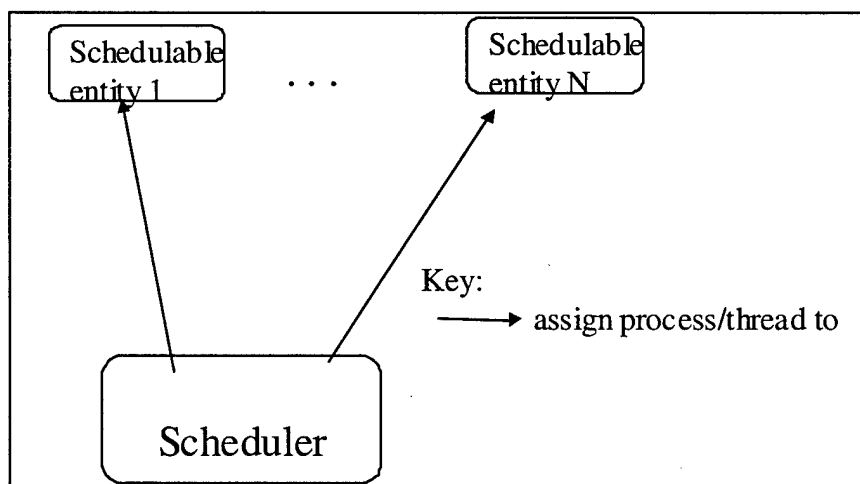 Schedulable
entity 1
. . .
Schedulable
entity N
Key:
assign process/thread to
Scheduler